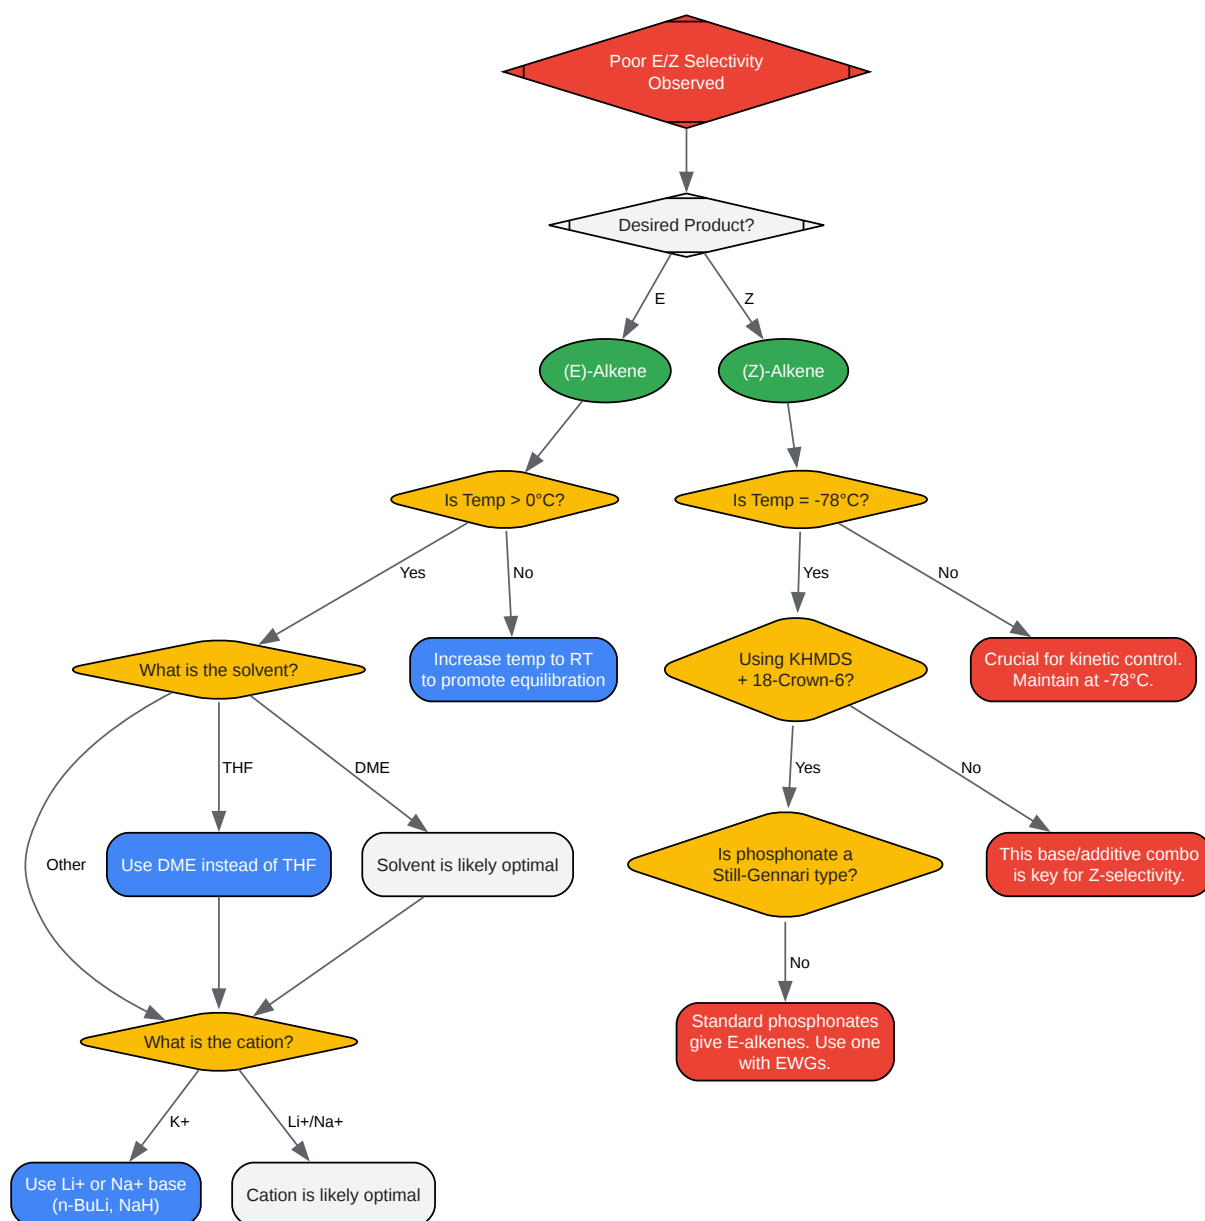 Poor E/Z Selectivity
Observed
Desired Product?
E
Z
(E)-Alkene
(Z)-Alkene
Is Temp > 0°C?
Is Temp = -78°C?
Yes
No
Yes
No
What is the solvent?
Increase temp to RT
to promote equilibration
Using KHMDS
+ 18-Crown-6?
Crucial for kinetic control.
Maintain at -78°C.
THF
DME
Yes
No
Other
Use DME instead of THF
Solvent is likely optimal
Is phosphonate a
Still-Gennari type?
This base/additive combo
is key for Z-selectivity.
No
What is the cation?
Standard phosphonates
give E-alkenes. Use one
with EWGs.
K+
Li+/Na+
Use Li+ or Na+ base
(n-BuLi, NaH)
Cation is likely optimal